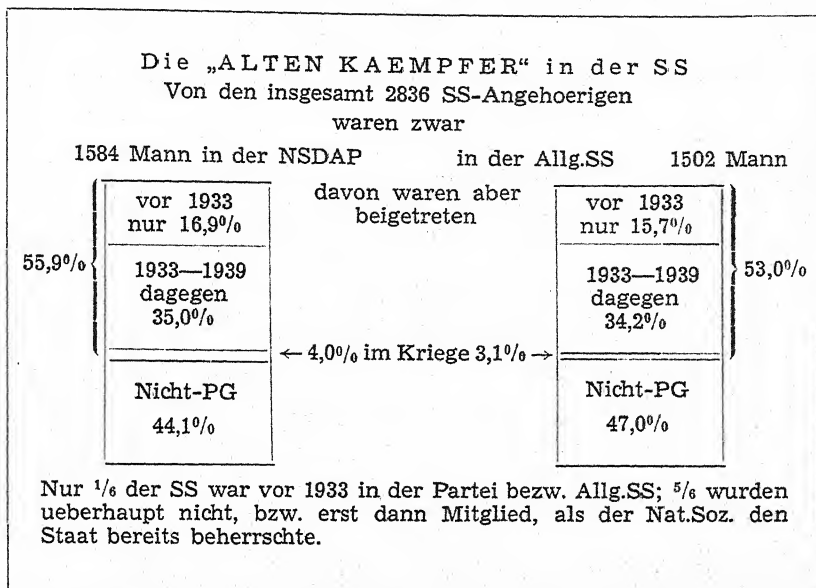 Die „ALTEN KAEMPFER“ in der SS
Von den insgesamt 2836 SS-Angehoerigen
waren zwar
1584 Mann in der NSDAP in der Allg.SS 1502 Mann
davon waren aber
beigetreten
55,9%
vor 1933
nur 16,9%
1933—1939
dagegen
35,0%
Nicht-PG
44,1%
←4,0% im Kriege 3,1%→
vor 1933
nur 15,7%
1933—1939
dagegen
34,2%
Nicht-PG
47,0%
53,0%
Nur 1/6 der SS war vor 1933 in der Partei bezw. Allg.SS; 5/6 wurden
ueberhaupt nicht, bzw. erst dann Mitglied, als der Nat.Soz. den
Staat bereits beherrschte.